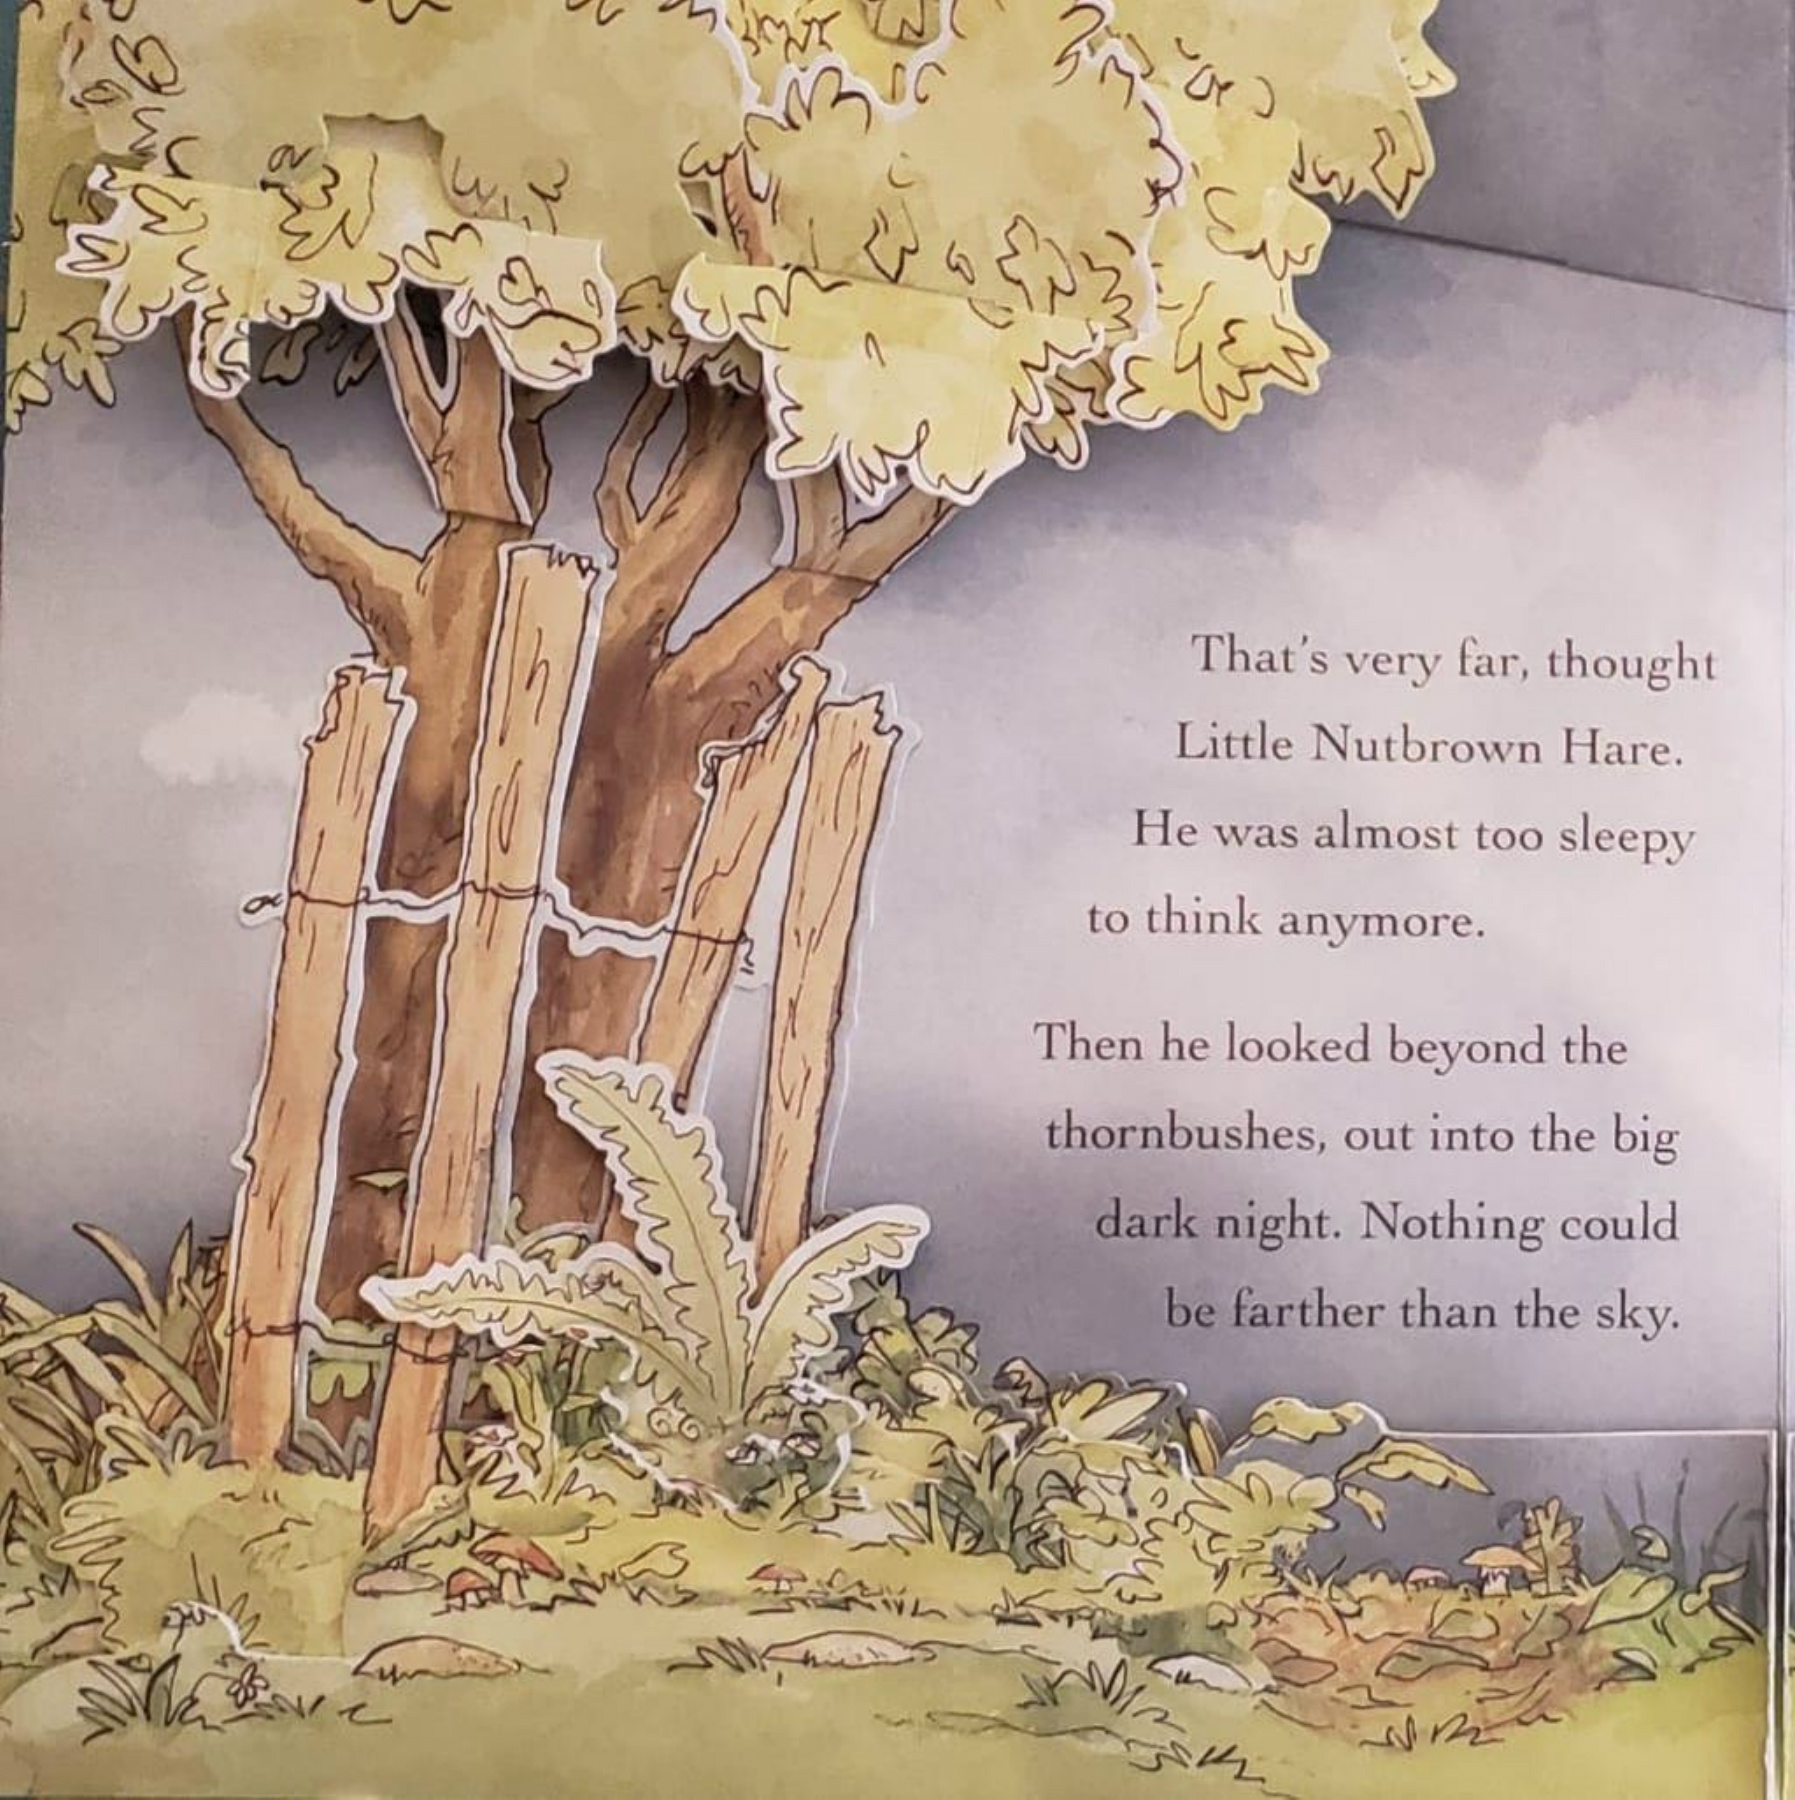 That's very far, thought
Little Nutbrown Hare.
He was almost too sleepy
to think anymore.
Then he looked beyond the
thornbushes, out into the big
dark night. Nothing could
be farther than the sky.